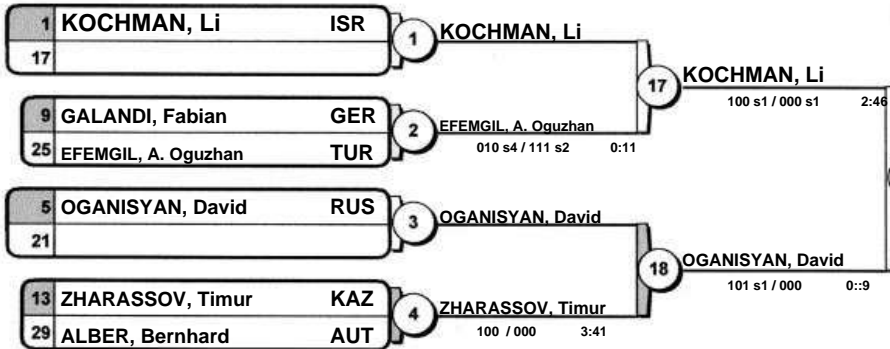 1 KOCHMAN, Li ISR
17
1
KOCHMAN, Li
9 GALANDI, Fabian GER
25 EFEMGIL, A. Oguzhan TUR
2
EFEMGIL, A. Oguzhan
010 s4 / 111 s2 0:11
17
KOCHMAN, Li
100 s1 / 000 s1 2:46
5 OGANISYAN, David RUS
21
3
OGANISYAN, David
13 ZHARASSOV, Timur KAZ
29 ALBER, Bernhard AUT
4
ZHARASSOV, Timur
100 / 000 3:41
18
OGANISYAN, David
101 s1 / 000 0::9